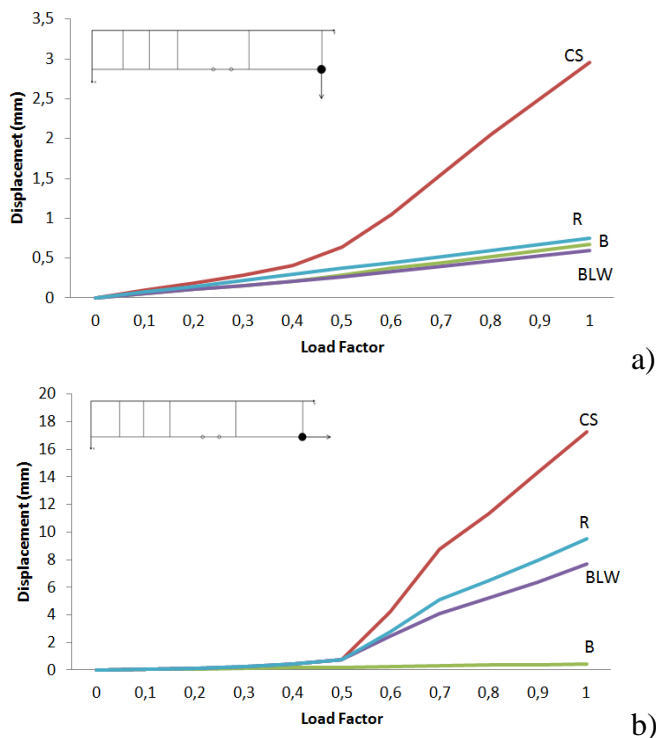 3,5
3
2,5
2
1,5
1
0,5
0
Displacemet (mm)
CS
R
B
BLW
0 0,1 0,2 0,3 0,4 0,5 0,6 0,7 0,8 0,9 1
Load Factor
a)
20
18
16
14
12
10
8
6
4
2
0
Displacement (mm)
CS
R
BLW
B
0 0,1 0,2 0,3 0,4 0,5 0,6 0,7 0,8 0,9 1
Load Factor
b)